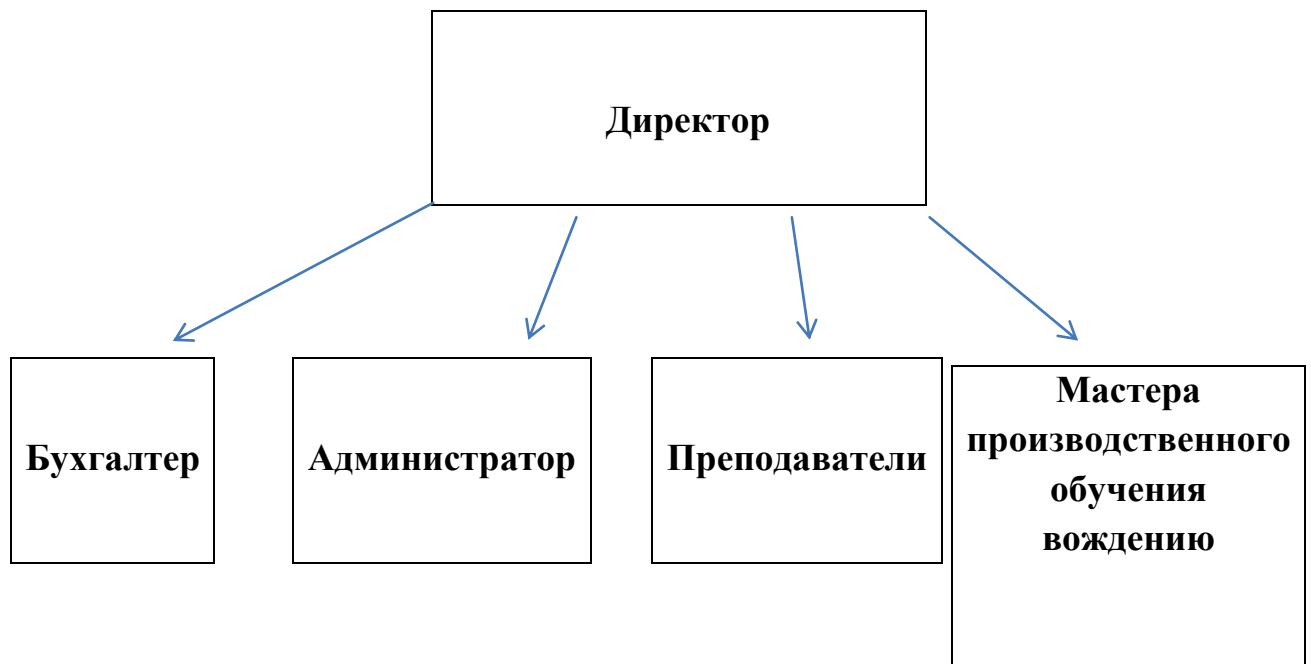 Директор
Бухгалтер
Администратор
Преподаватели
Мастера
производственного
обучения
вождению